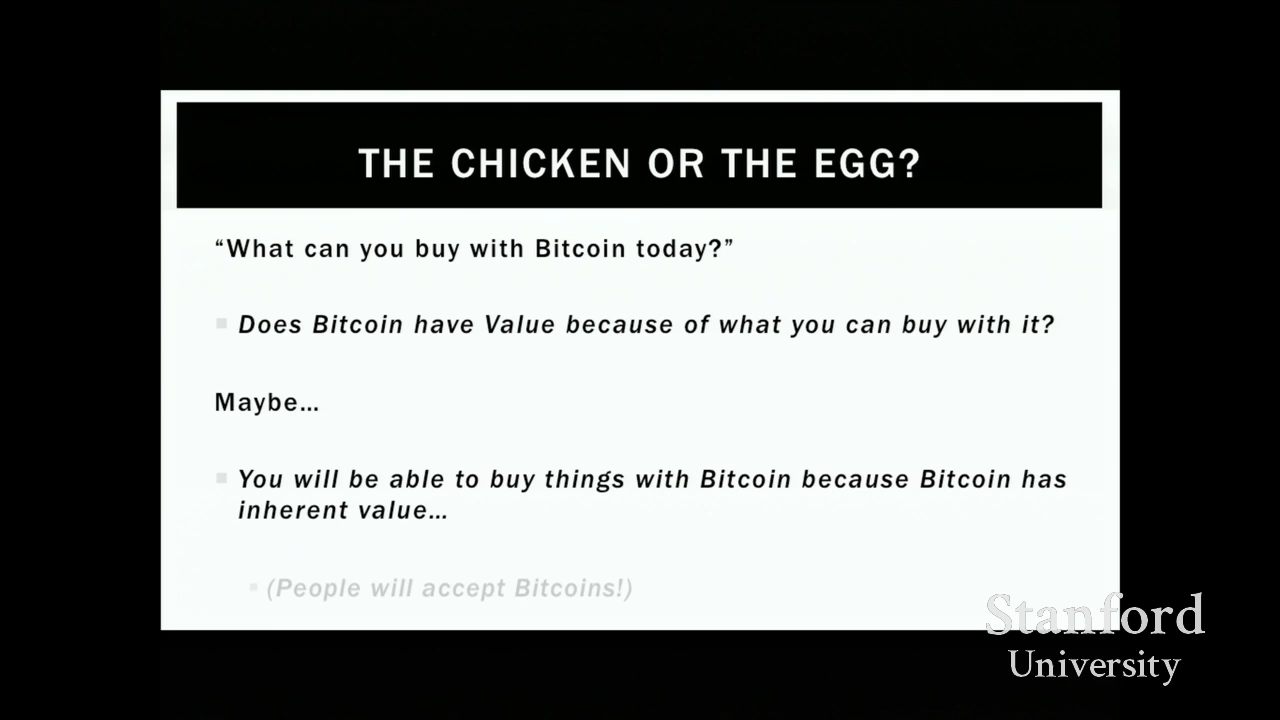 THE CHICKEN OR THE EGG?
“What can you buy with Bitcoin today?”
Does Bitcoin have Value because of what you can buy with it?
Maybe…
You will be able to buy things with Bitcoin because Bitcoin has
inherent value…
(People will accept Bitcoins!)
Stanford
University